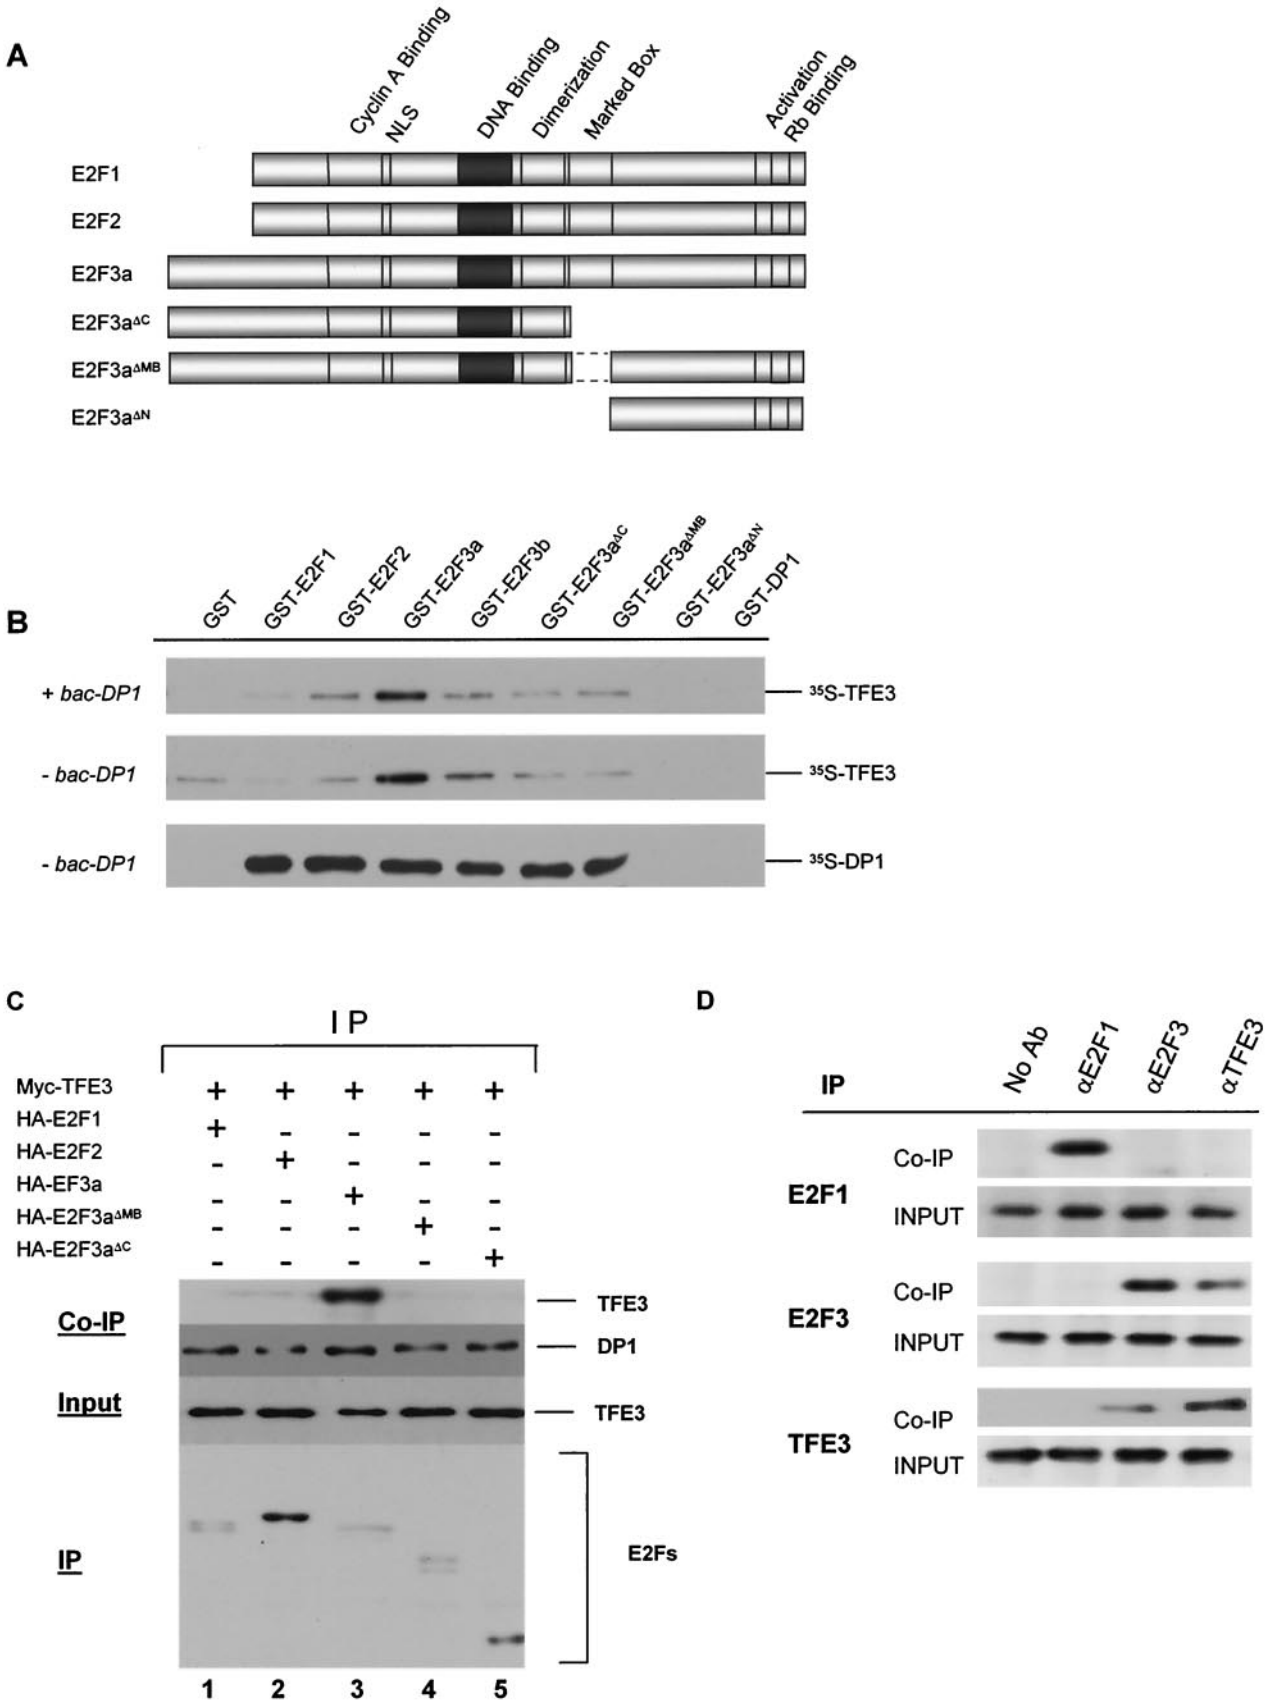 A
Cyclin A Binding
NLS
DNA Binding
Dimerization
Marked Box
Activation
Rb Binding
E2F1
E2F2
E2F3a
E2F3aΔC
E2F3aΔMB
E2F3aΔN
B
GST
GST-E2F1
GST-E2F2
GST-E2F3a
GST-E2F3b
GST-E2F3aΔC
GST-E2F3aΔMB
GST-E2F3aΔN
GST-DP1
+ bac-DP1
35S-TFE3
- bac-DP1
35S-TFE3
- bac-DP1
35S-DP1
C
I P
Myc-TFE3 + + + + +
HA-E2F1 + - - - -
HA-E2F2 - + - - -
HA-EF3a - - + - -
HA-E2F3aΔMB - - - + -
HA-E2F3aΔC - - - - +
Co-IP
TFE3
DP1
Input
TFE3
IP
E2Fs
1 2 3 4 5
D
IP
No Ab
αE2F1
αE2F3
αTFE3
E2F1
Co-IP
INPUT
E2F3
Co-IP
INPUT
TFE3
Co-IP
INPUT